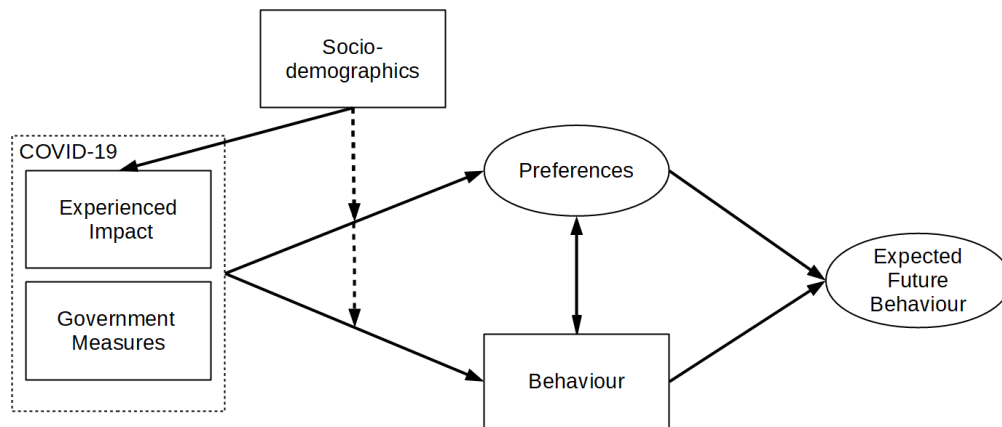 Socio-
demographics
COVID-19
Experienced
Impact
Government
Measures
Preferences
Behaviour
Expected
Future
Behaviour